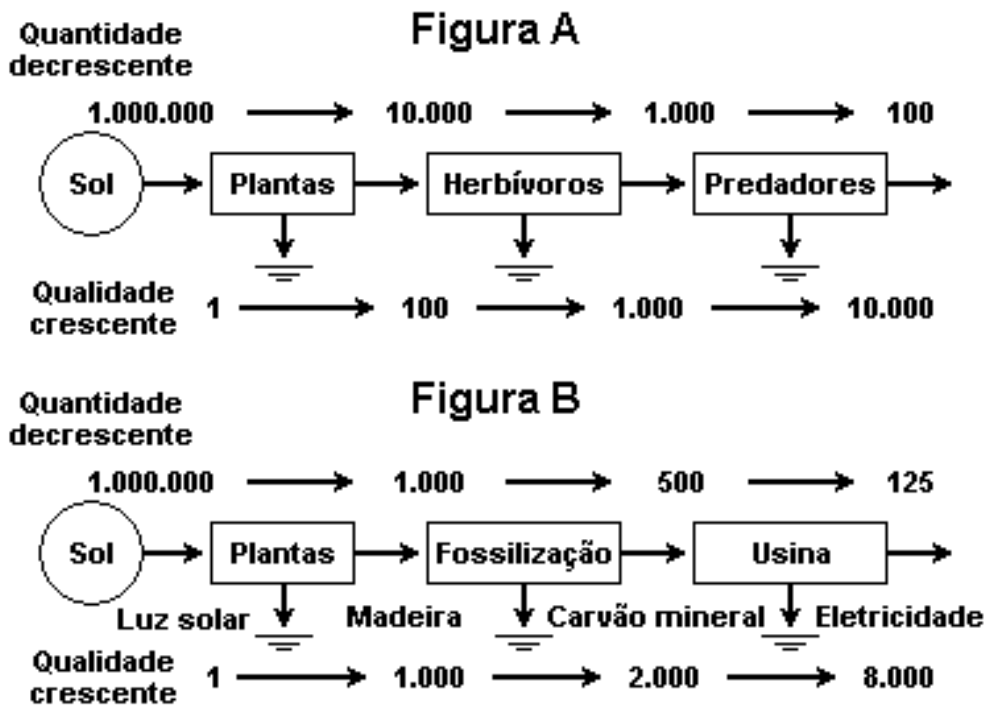 Figura A
Quantidade
decrescente
1.000.000 10.000 1.000 100
Sol Plantas Herbívoros Predadores
Qualidade
crescente
1 100 1.000 10.000
Figura B
Quantidade
decrescente
1.000.000 1.000 500 125
Sol Plantas Fossilização Usina
Luz solar Madeira Carvão mineral Eletricidade
Qualidade
crescente
1 1.000 2.000 8.000